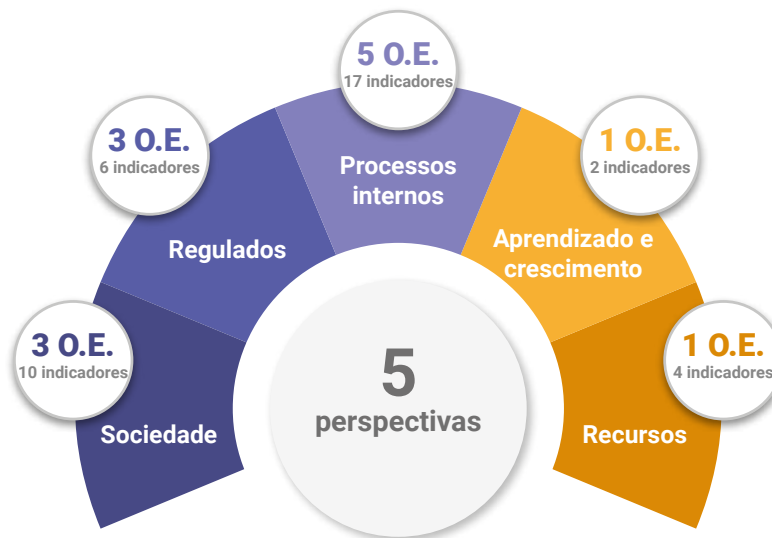 5 O.E.
17 indicadores
3 O.E.
6 indicadores
1 O.E.
2 indicadores
Processos
internos
Regulados
Aprendizado e
crescimento
3 O.E.
10 indicadores
1 O.E.
4 indicadores
5
perspectivas
Sociedade
Recursos